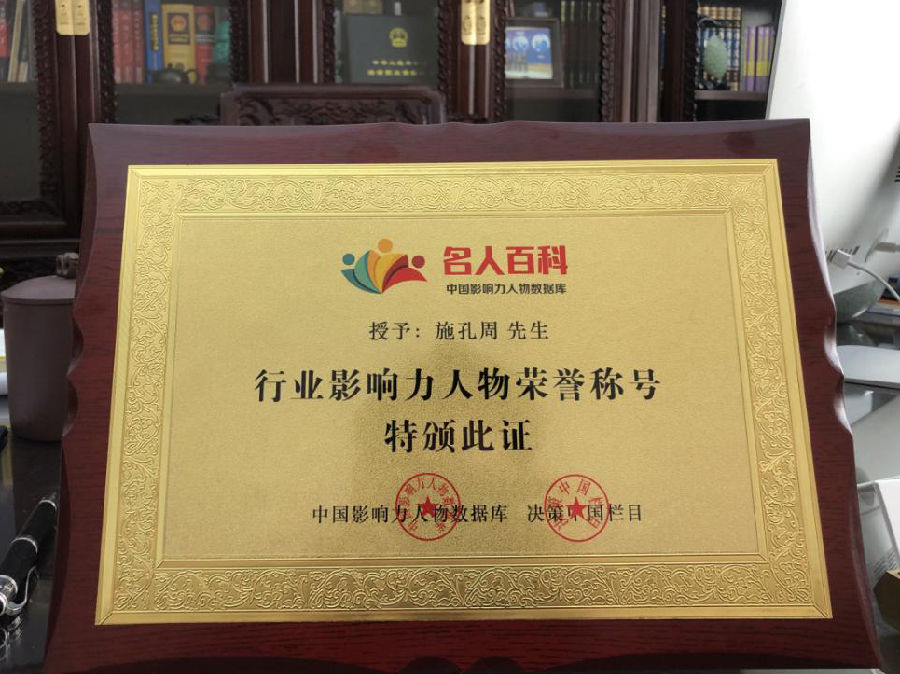 名人百科
中国影响力人物数据库
授予：施孔周 先生
行业影响力人物荣誉称号
特颁此证
中国影响力人物数据库 决策中国栏目